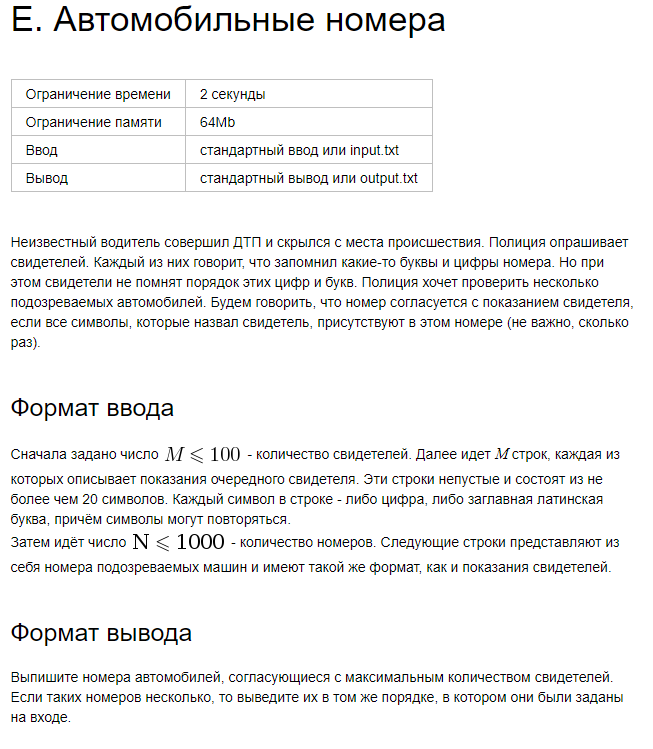 E. Автомобильные номера
Ограничение времени 2 секунды
Ограничение памяти 64Mb
Ввод стандартный ввод или input.txt
Вывод стандартный вывод или output.txt
Неизвестный водитель совершил ДТП и скрылся с места происшествия. Полиция опрашивает
свидетелей. Каждый из них говорит, что запомнил какие-то буквы и цифры номера. Но при
этом свидетели не помнят порядок этих цифр и букв. Полиция хочет проверить несколько
подозреваемых автомобилей. Будем говорить, что номер согласуется с показанием свидетеля,
если все символы, которые назвал свидетель, присутствуют в этом номере (не важно, сколько
раз).
Формат ввода
Сначала задано число M ⩽ 100 - количество свидетелей. Далее идет M строк, каждая из
которых описывает показания очередного свидетеля. Эти строки непустые и состоят из не
более чем 20 символов. Каждый символ в строке - либо цифра, либо заглавная латинская
буква, причём символы могут повторяться.
Затем идёт число N ⩽ 1000 - количество номеров. Следующие строки представляют из
себя номера подозреваемых машин и имеют такой же формат, как и показания свидетелей.
Формат вывода
Выпишите номера автомобилей, согласующиеся с максимальным количеством свидетелей.
Если таких номеров несколько, то выведите их в том же порядке, в котором они были заданы
на входе.